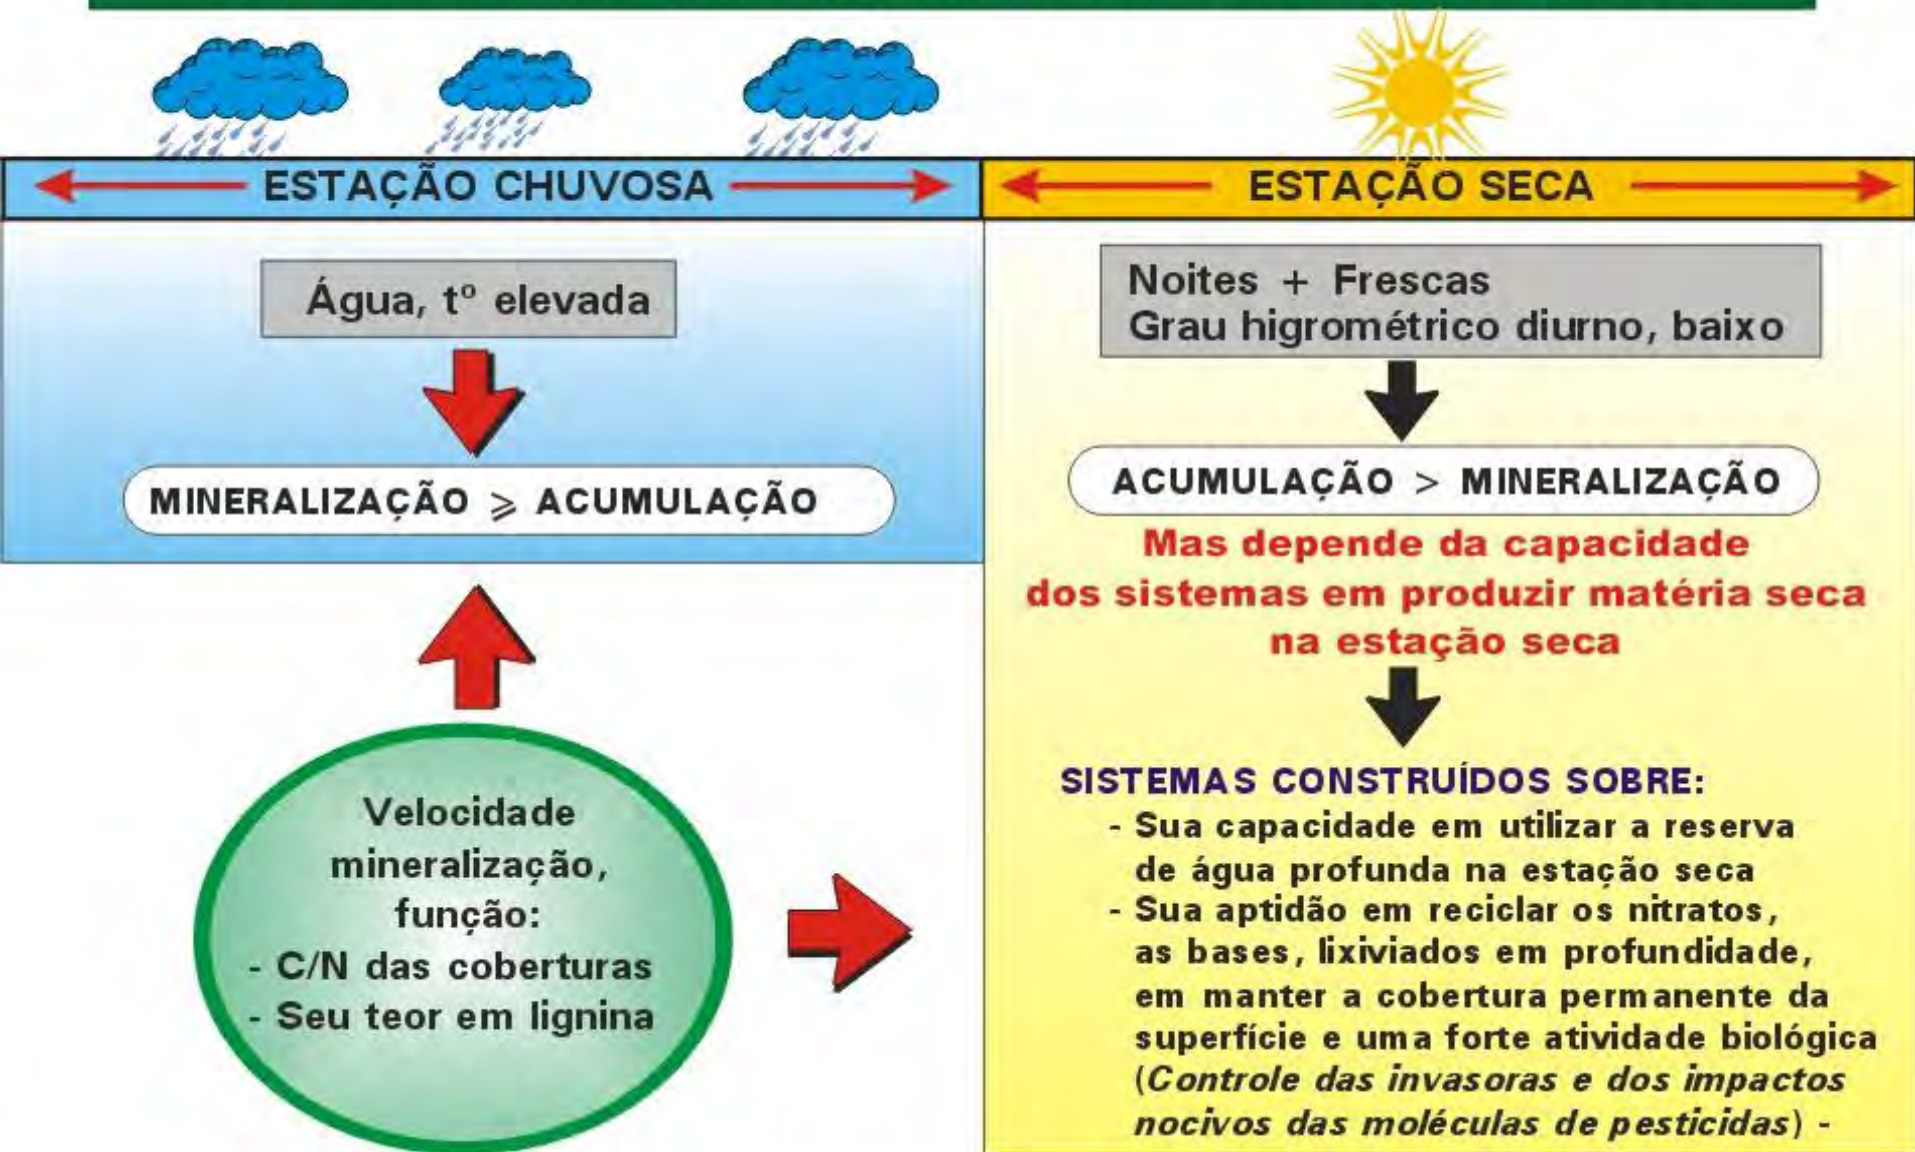 ESTAÇÃO CHUVOSA
Água, tº elevada
MINERALIZAÇÃO ⩾ ACUMULAÇÃO
Velocidade
mineralização,
função:
- C/N das coberturas
- Seu teor em lignina
ESTAÇÃO SECA
Noites + Frescas
Grau higrométrico diurno, baixo
ACUMULAÇÃO > MINERALIZAÇÃO
Mas depende da capacidade
dos sistemas em produzir matéria seca
na estação seca
SISTEMAS CONSTRUÍDOS SOBRE:
- Sua capacidade em utilizar a reserva
de água profunda na estação seca
- Sua aptidão em reciclar os nitratos,
as bases, lixiviados em profundidade,
em manter a cobertura permanente da
superfície e uma forte atividade biológica
(Controle das invasoras e dos impactos
nocivos das moléculas de pesticidas) -